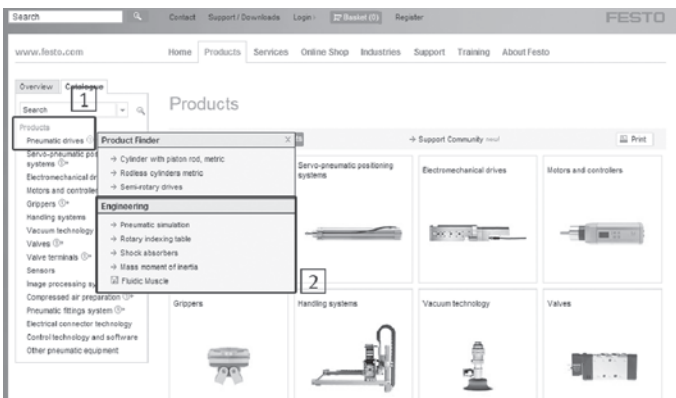 Search
Contact Support / Downloads Login Basket (0) Register
FESTO
www.festo.com
Home Products Services Online Shop Industries Support Training About Festo
Overview Catalogue
1
Search
Products
Products
Pneumatic drives
Servo-pneumatic
systems
Electromechanical
Motors and controllers
Grippers
Handling systems
Vacuum technology
Valves
Valve terminals
Sensors
Image processing
Compressed air preparation
Pneumatic fittings system
Electrical connector technology
Control technology and software
Other pneumatic equipment
Product Finder X
→ Cylinder with piston rod, metric
→ Rodless cylinders metric
→ Semi-rotary drives
Engineering
→ Pneumatic simulation
→ Rotary indexing table
→ Shock absorbers
→ Mass moment of inertia
Fluidic Muscle
2
→ Support Community new!
Print
Servo-pneumatic positioning
systems
Electromechanical drives
Motors and controllers
Grippers
Handling systems
Vacuum technology
Valves